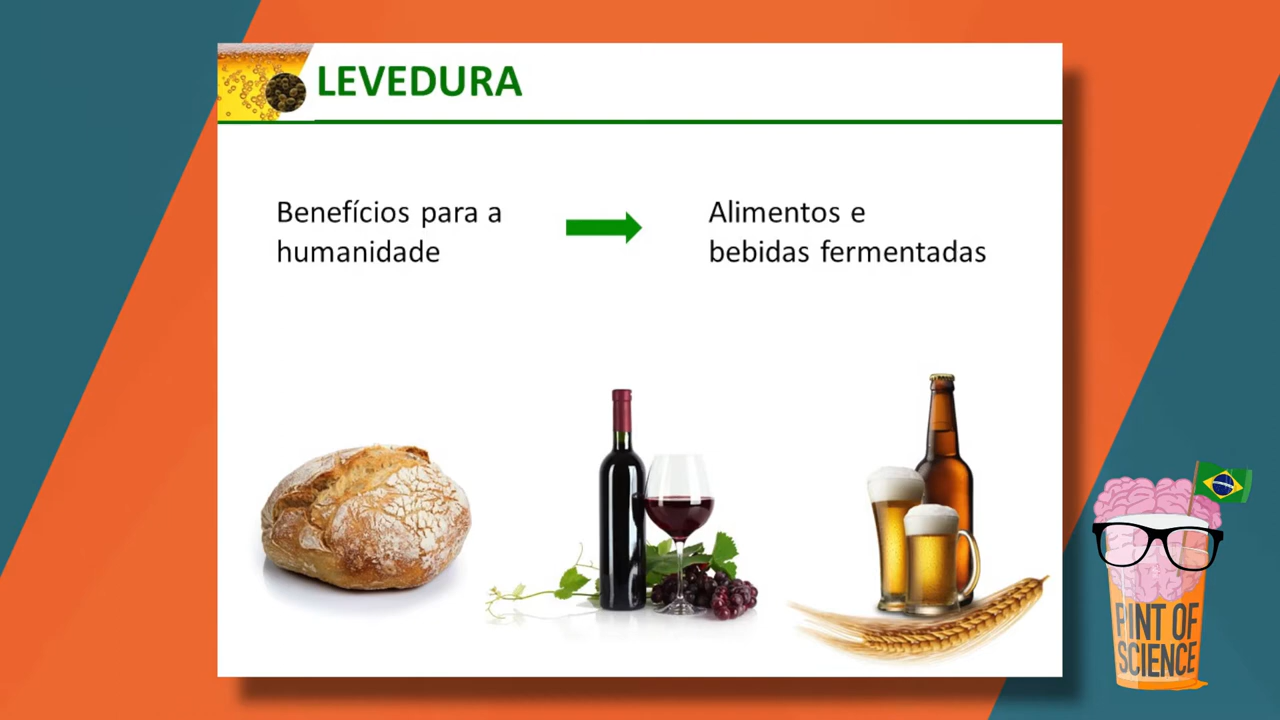 LEVEDURA
Benefícios para a
humanidade
Alimentos e
bebidas fermentadas
PINT OF
SCIENCE